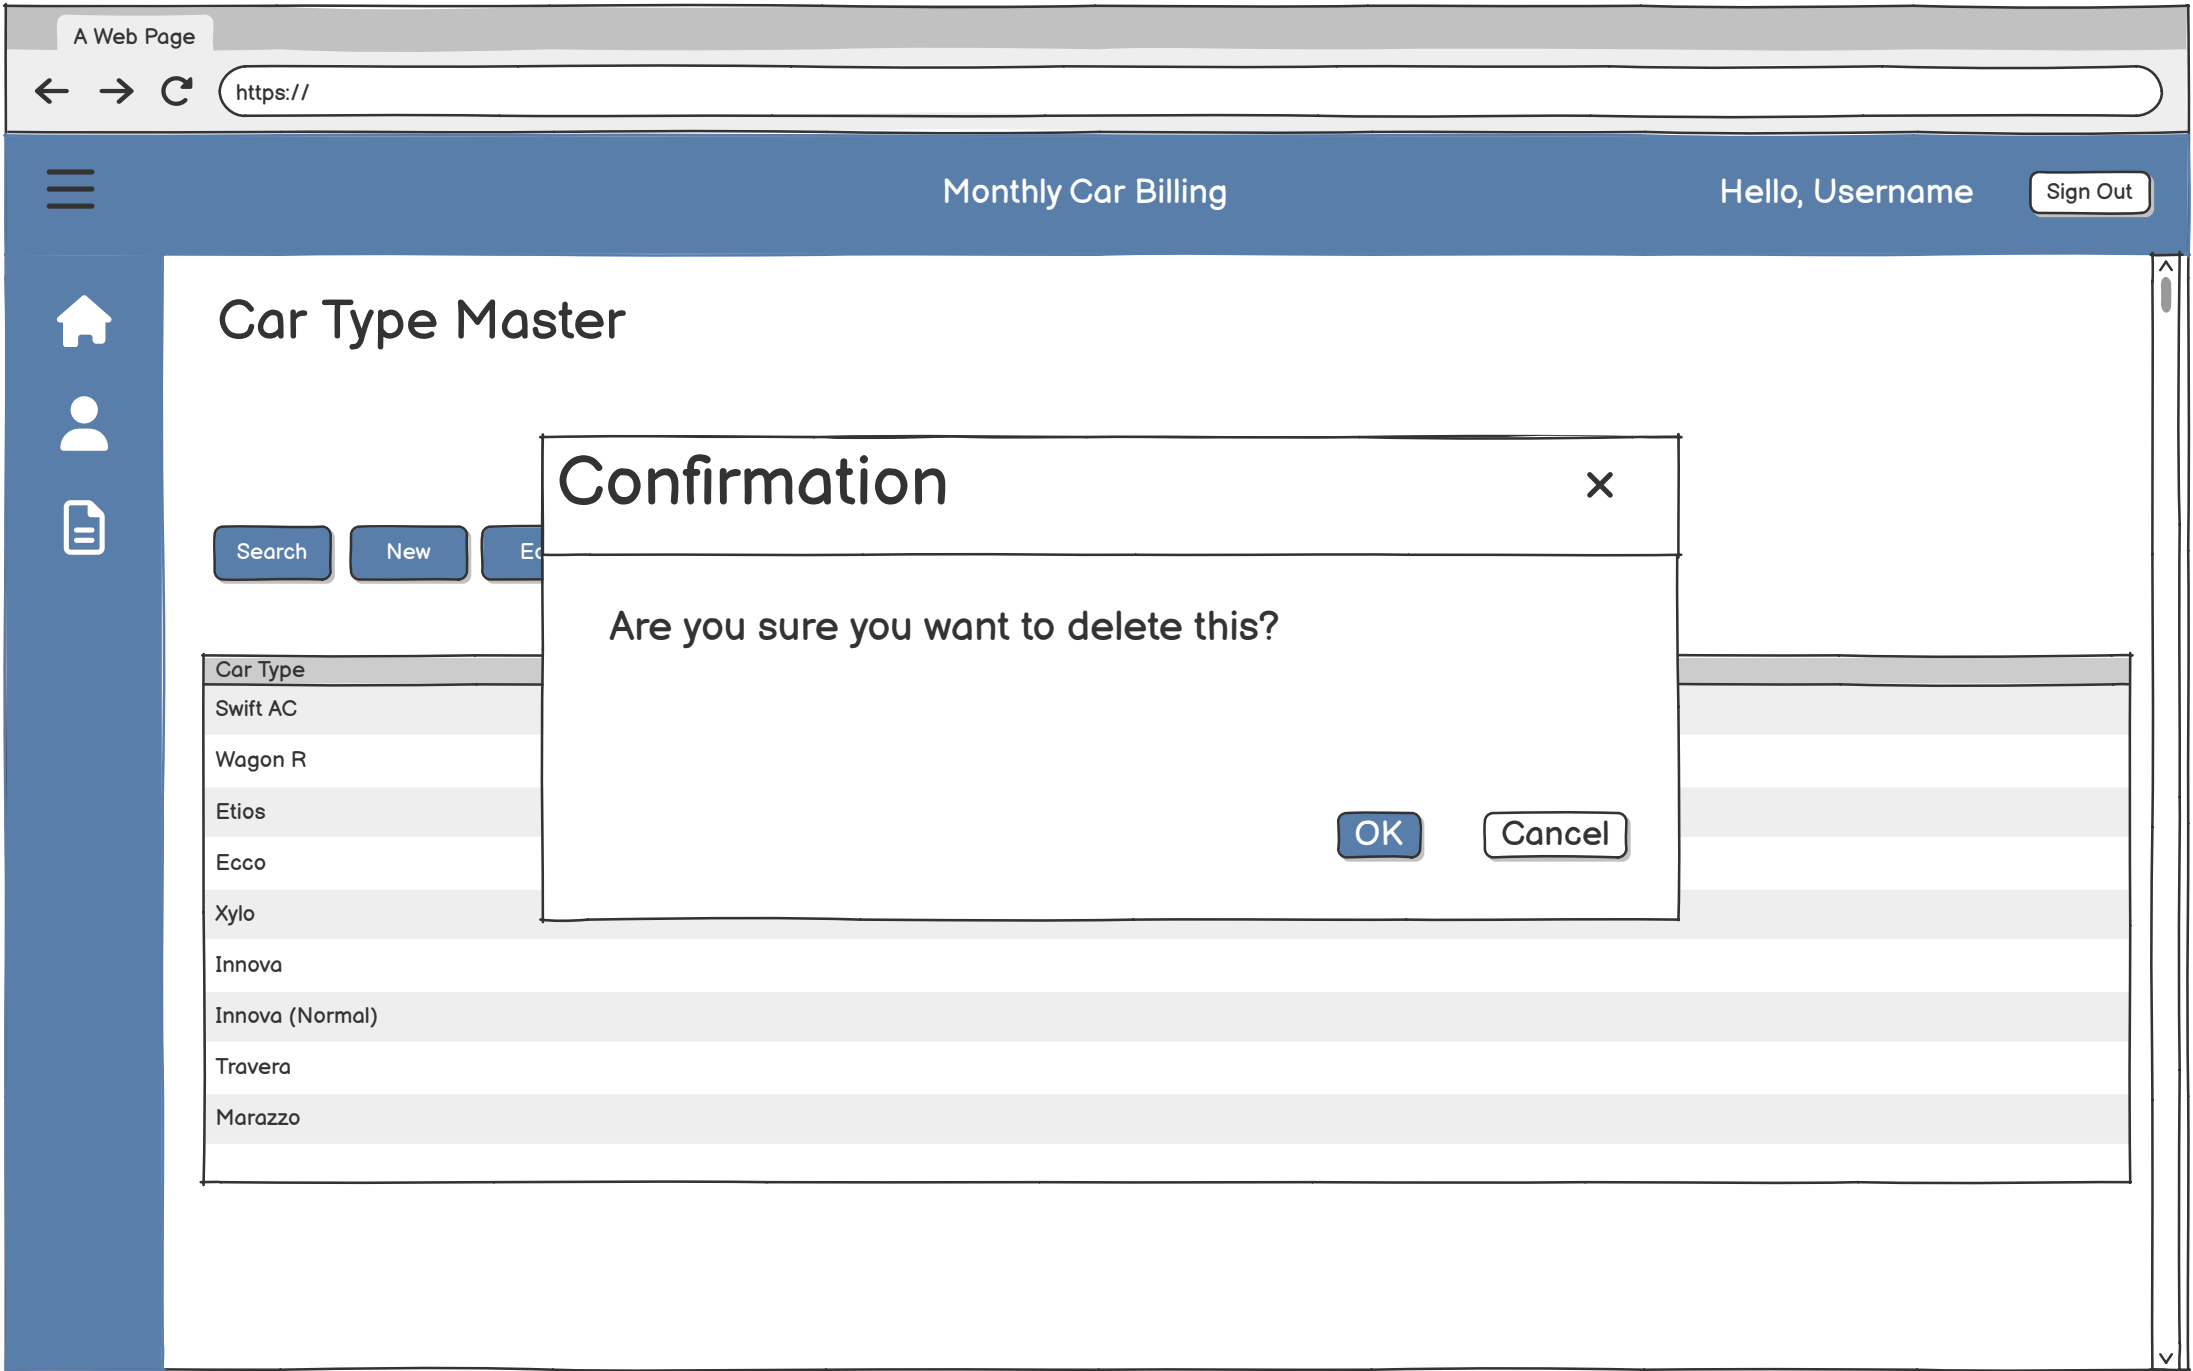 A Web Page
https://
Monthly Car Billing
Hello, Username
Sign Out
Car Type Master
Confirmation
Search
New
Are you sure you want to delete this?
Car Type
Swift AC
Wagon R
Etios
OK
Cancel
Ecco
Xylo
Innova
Innova (Normal)
Travera
Marazzo